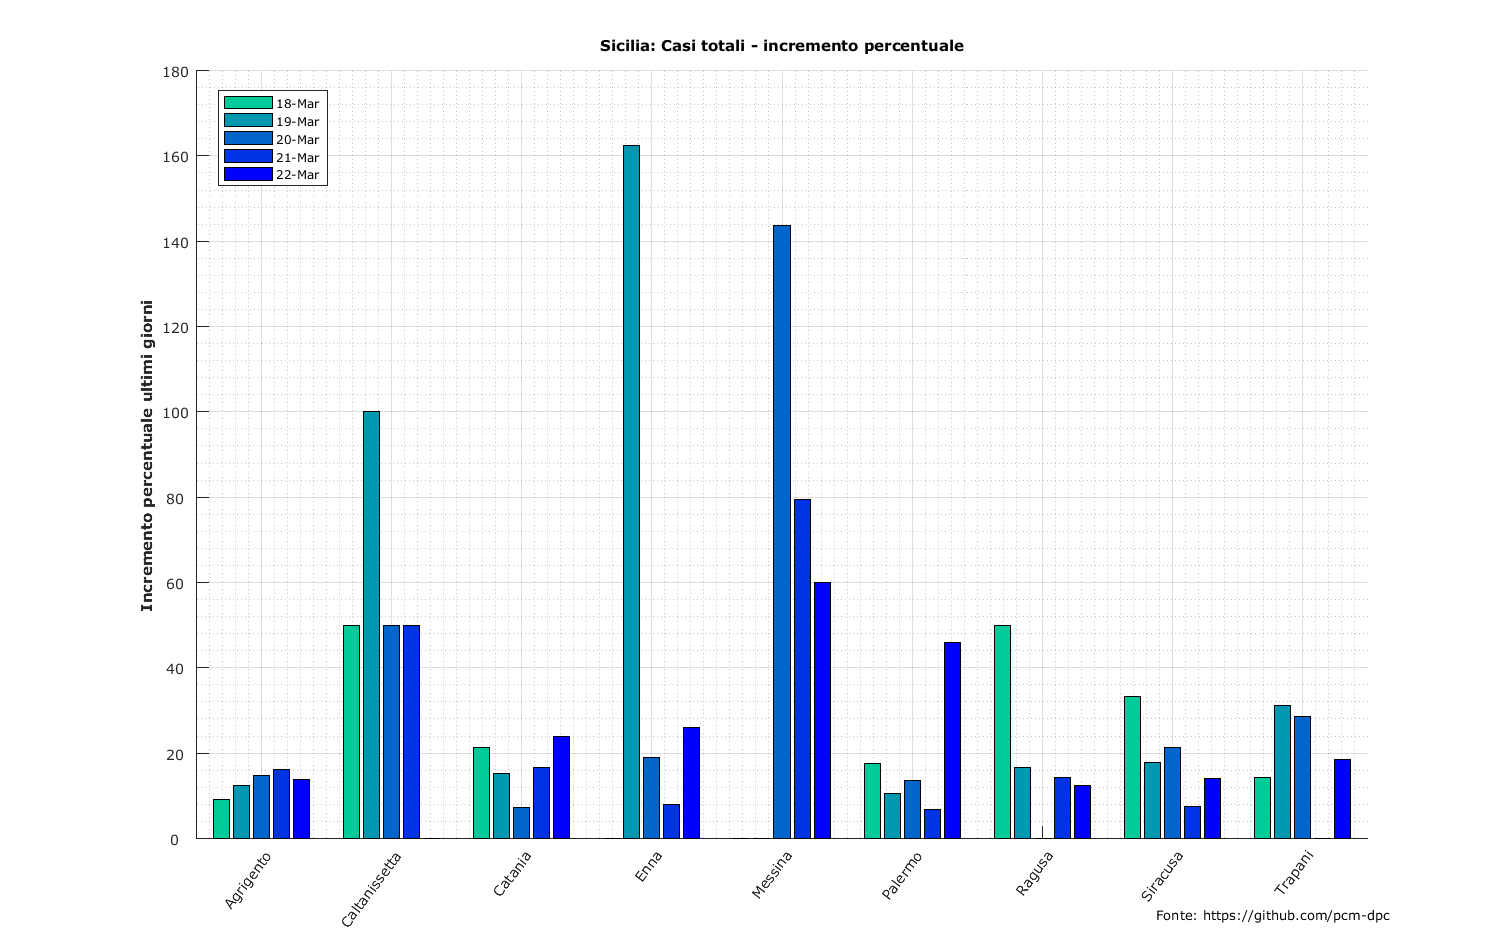 Sicilia: Casi totali - incremento percentuale
Incremento percentuale ultimi giorni
180
160
140
120
100
80
60
40
20
0
18-Mar
19-Mar
20-Mar
21-Mar
22-Mar
Agrigento
Caltanissetta
Catania
Enna
Messina
Palermo
Ragusa
Siracusa
Trapani
Fonte: https://github.com/pcm-dpc